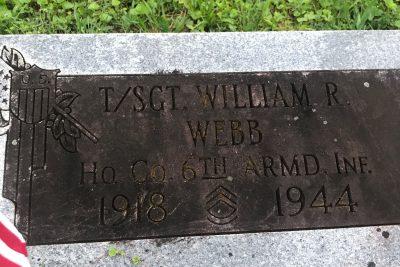 U.S.
T/SGT. WILLIAM R.
WEBB
HQ. CO. 6TH ARMD. INF.
1918 1944